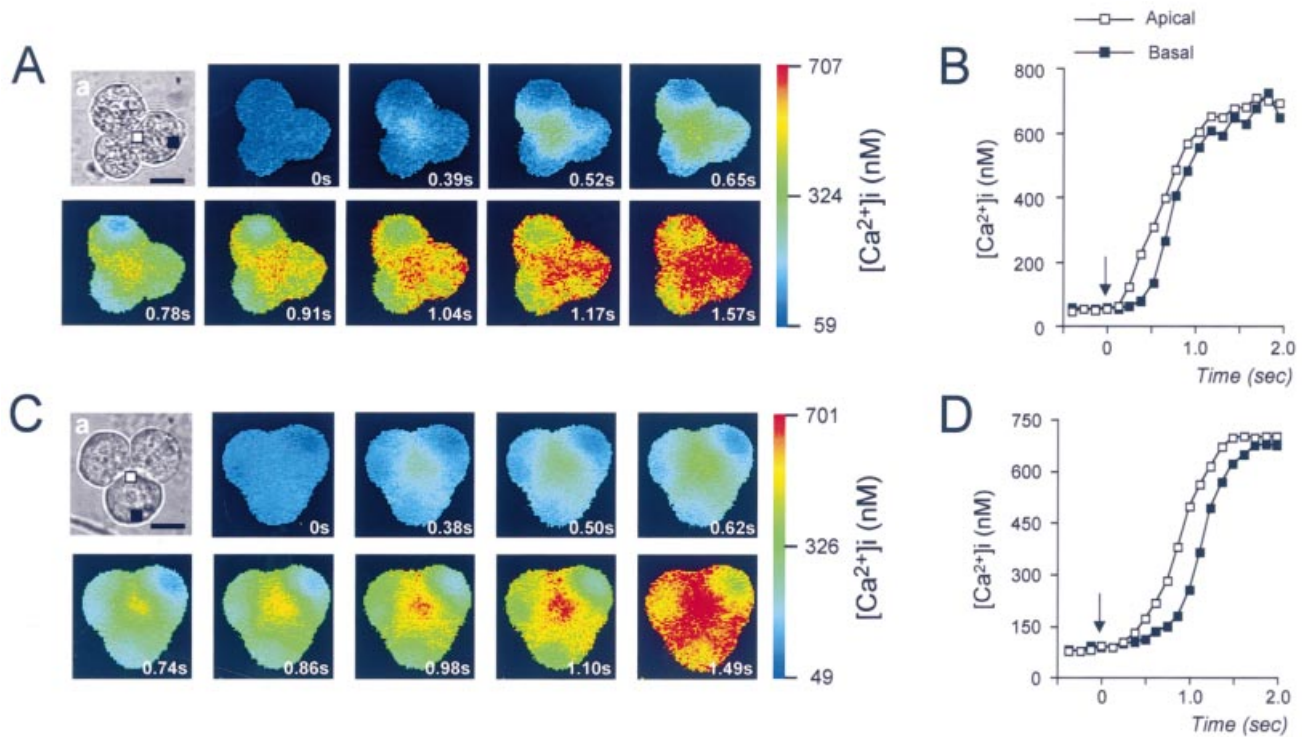 Apical
Basal
A
a
0s
0.39s
0.52s
0.65s
0.78s
0.91s
1.04s
1.17s
1.57s
707
324
59
[Ca²⁺]i (nM)
B
800
600
400
200
0
[Ca²⁺]i (nM)
0
1.0
2.0
Time (sec)
C
a
0s
0.38s
0.50s
0.62s
0.74s
0.86s
0.98s
1.10s
1.49s
701
326
49
[Ca²⁺]i (nM)
D
750
600
450
300
150
0
[Ca²⁺]i (nM)
0
1.0
2.0
Time (sec)